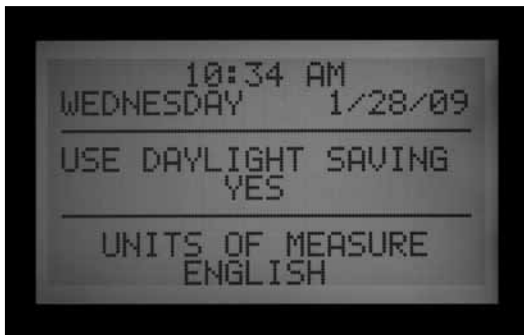 10:34 AM
WEDNESDAY 1/28/09
USE DAYLIGHT SAVING
YES
UNITS OF MEASURE
ENGLISH